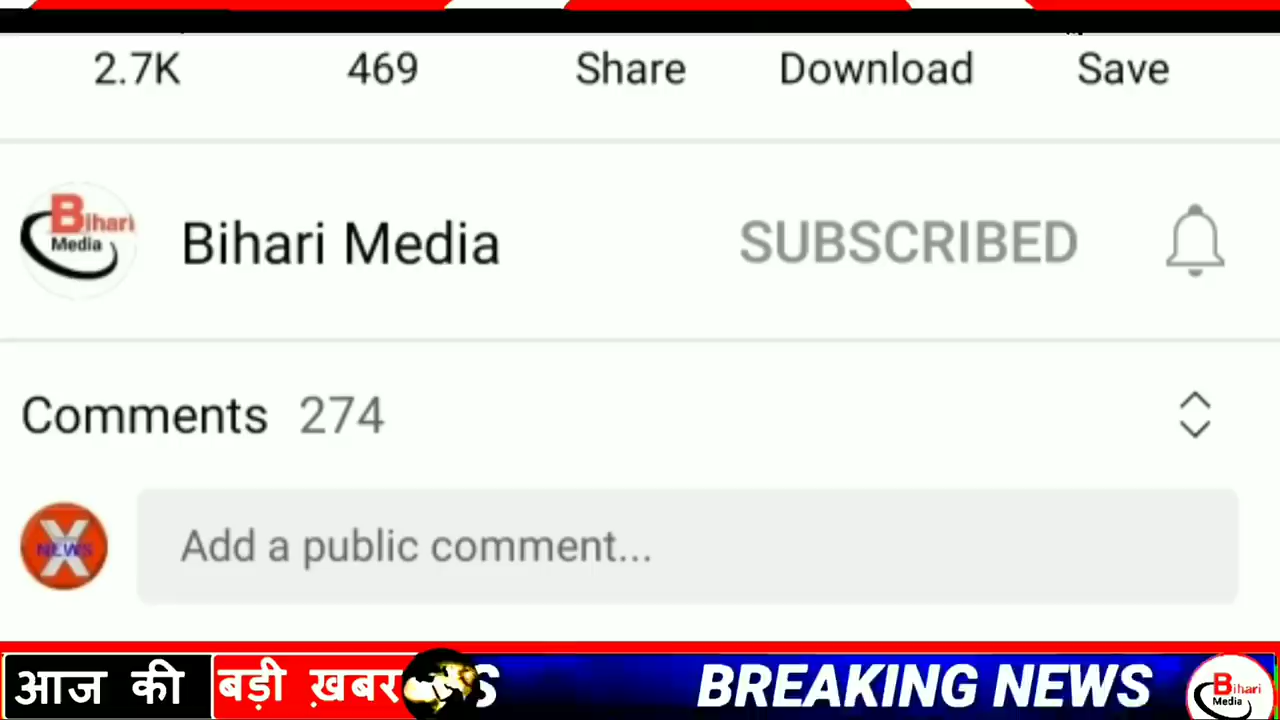 2.7K 469 Share Download Save
Bihari Media
Bihari Media SUBSCRIBED
Comments 274
X NEWS
Add a public comment...
आज की बड़ी ख़बर S BREAKING NEWS
Bihari Media